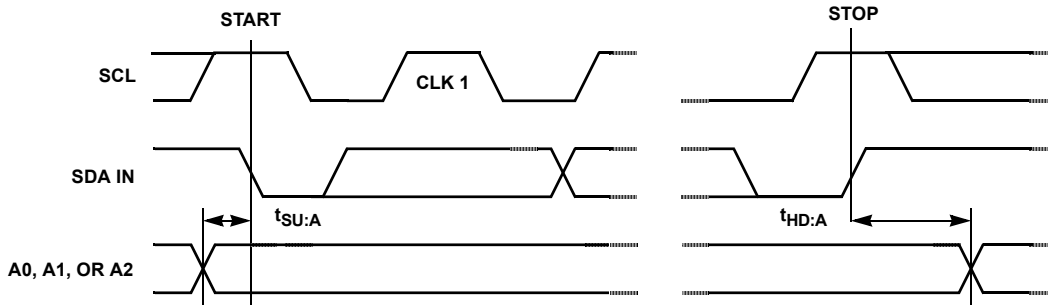 START
STOP
SCL
CLK 1
SDA IN
tSU:A
tHD:A
A0, A1, OR A2